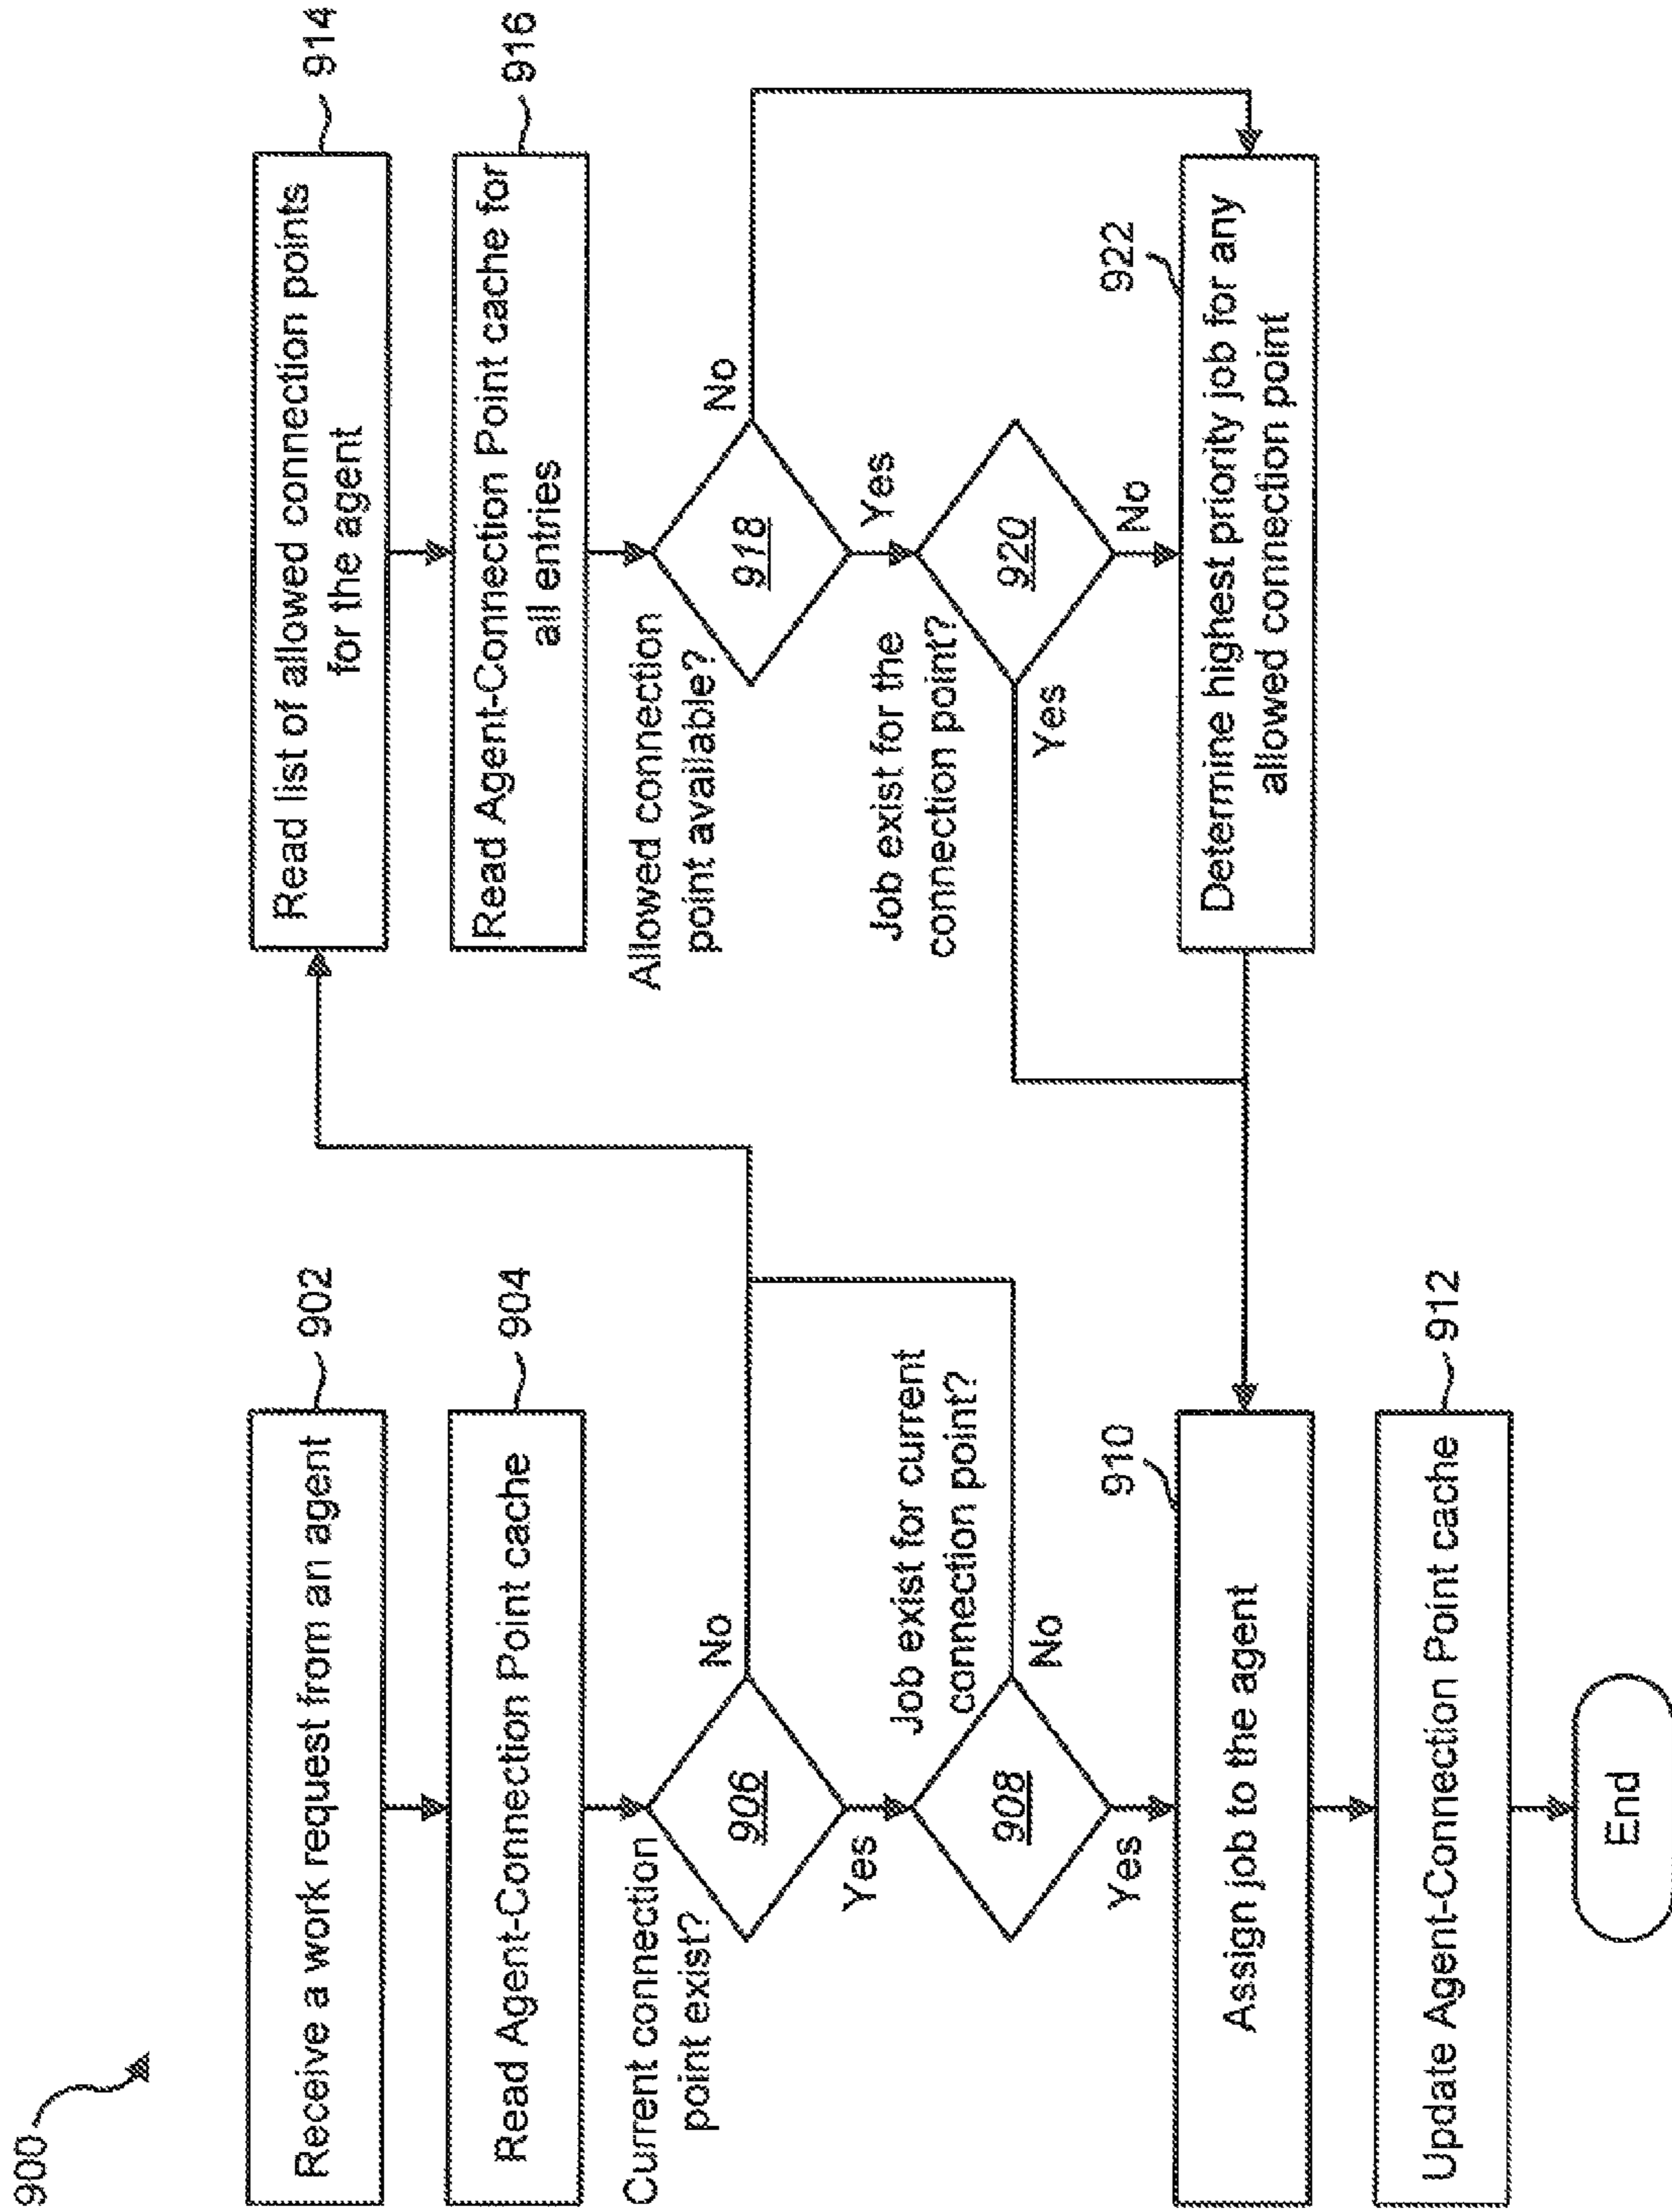 900
Receive a work request from an agent
902
Read Agent-Connection Point cache
904
Current connection
point exist?
906
No
Yes
Job exist for current
connection point?
908
No
Yes
910
Assign job to the agent
Update Agent-Connection Point cache
912
End
Read list of allowed connection points
for the agent
914
Read Agent-Connection Point cache for
all entries
916
Allowed connection
point available?
918
No
Yes
Job exist for the
connection point?
920
No
Yes
922
Determine highest priority job for any
allowed connection point